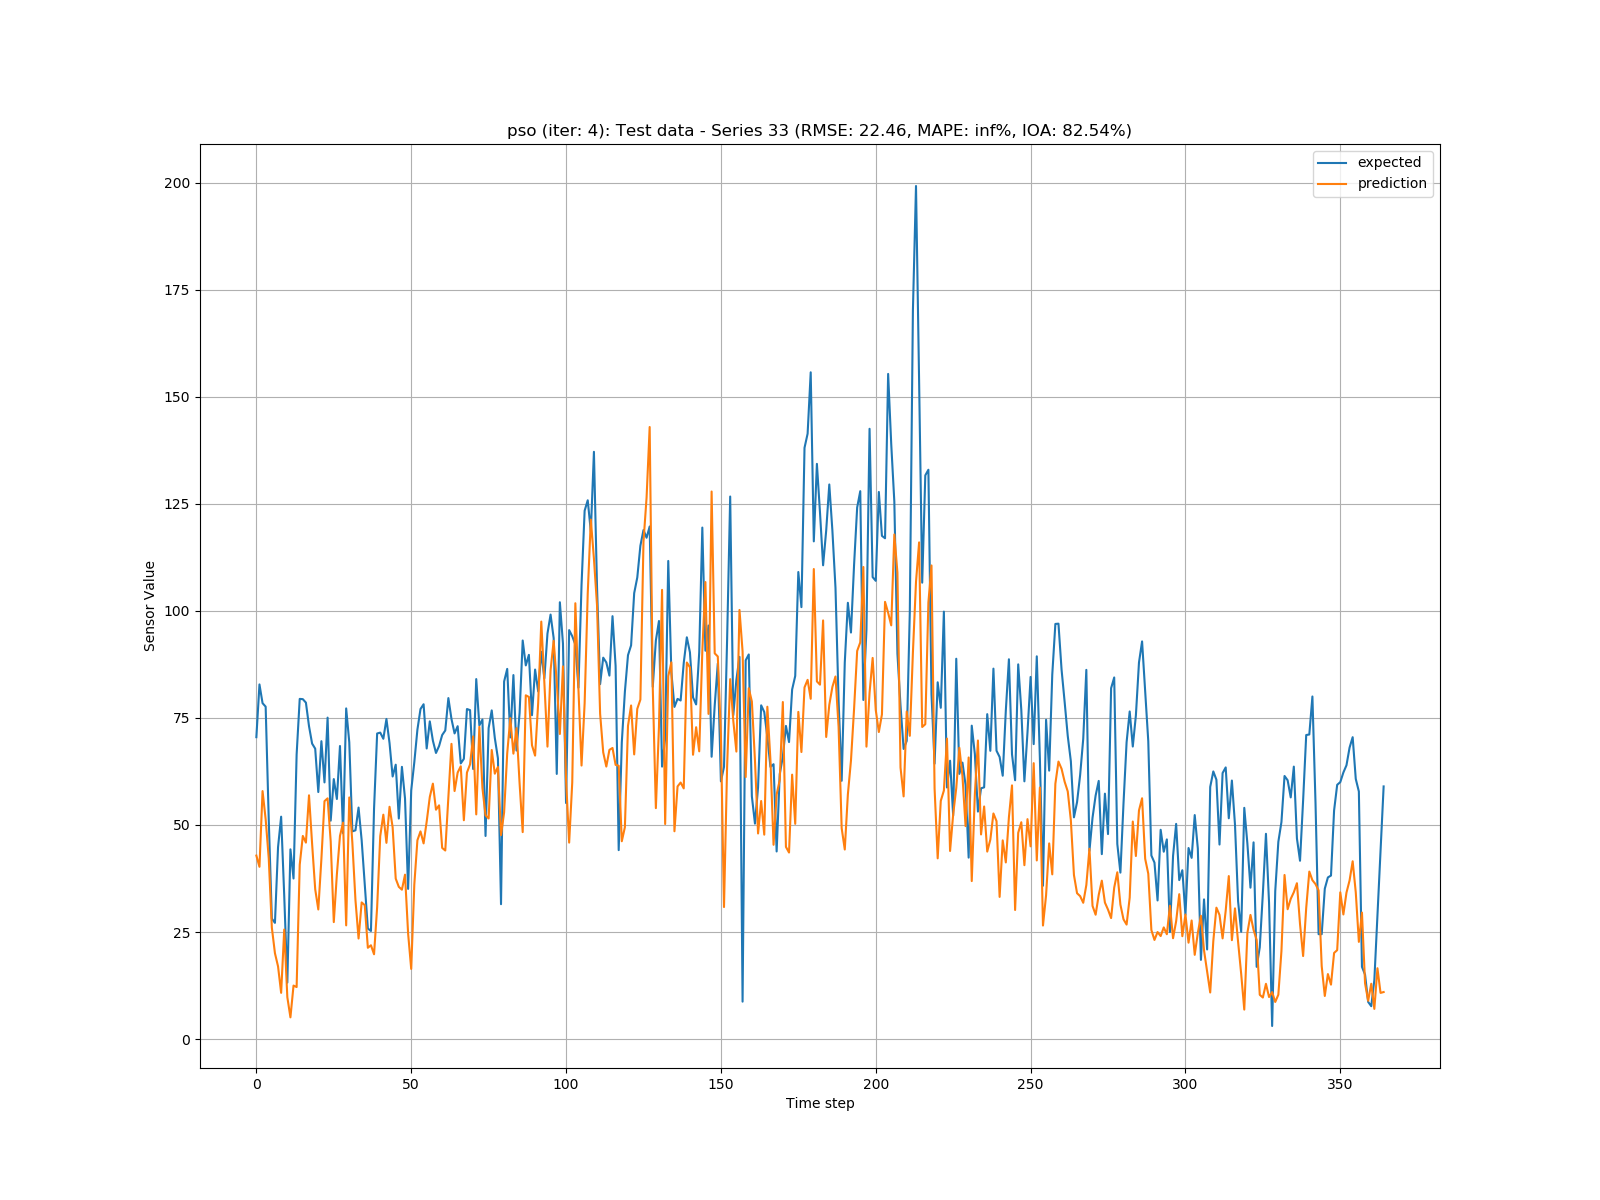 pso (iter: 4): Test data - Series 33 (RMSE: 22.46, MAPE: inf%, IOA: 82.54%)
expected
prediction
200
175
150
125
100
75
50
25
0
Sensor Value
0 50 100 150 200 250 300 350
Time step